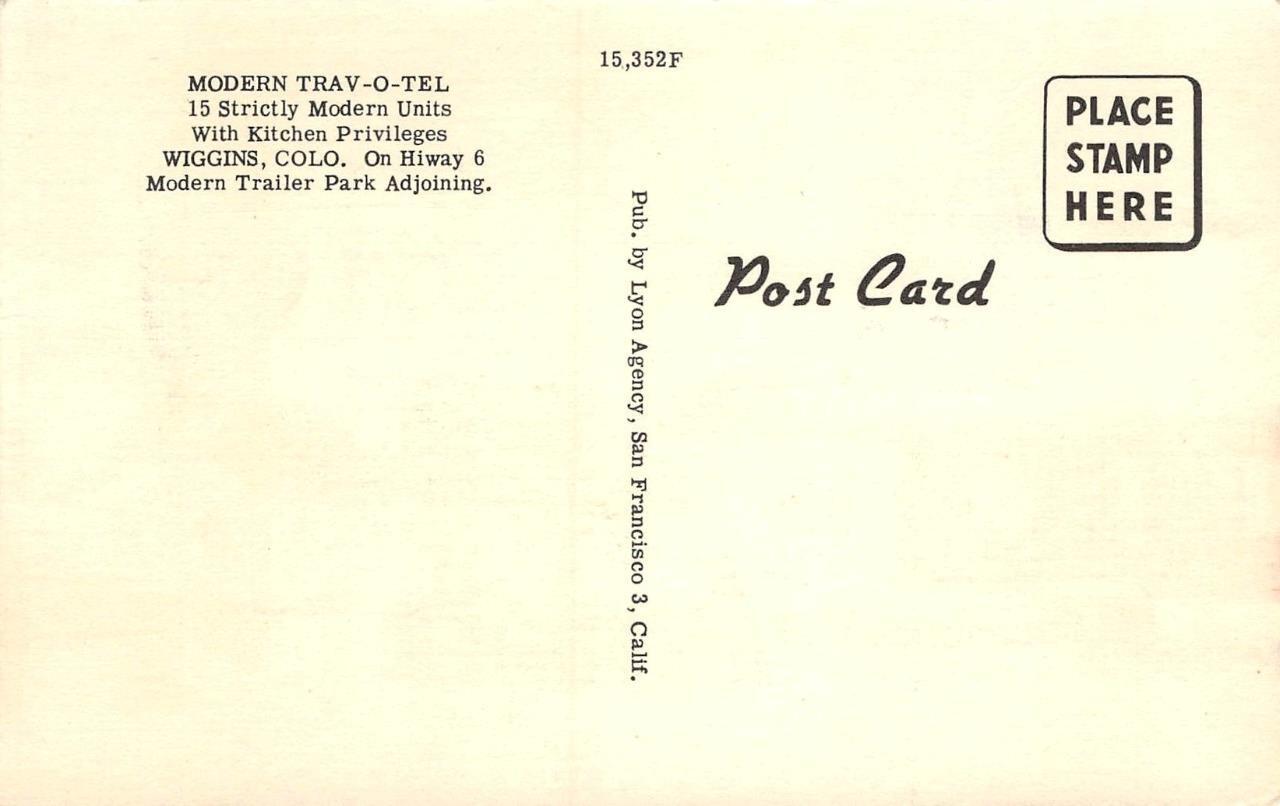 15,352F
MODERN TRAV-O-TEL
15 Strictly Modern Units
With Kitchen Privileges
WIGGINS, COLO. On Hiway 6
Modern Trailer Park Adjoining.
Pub. by Lyon Agency, San Francisco 3, Calif.
PLACE
STAMP
HERE
Post Card